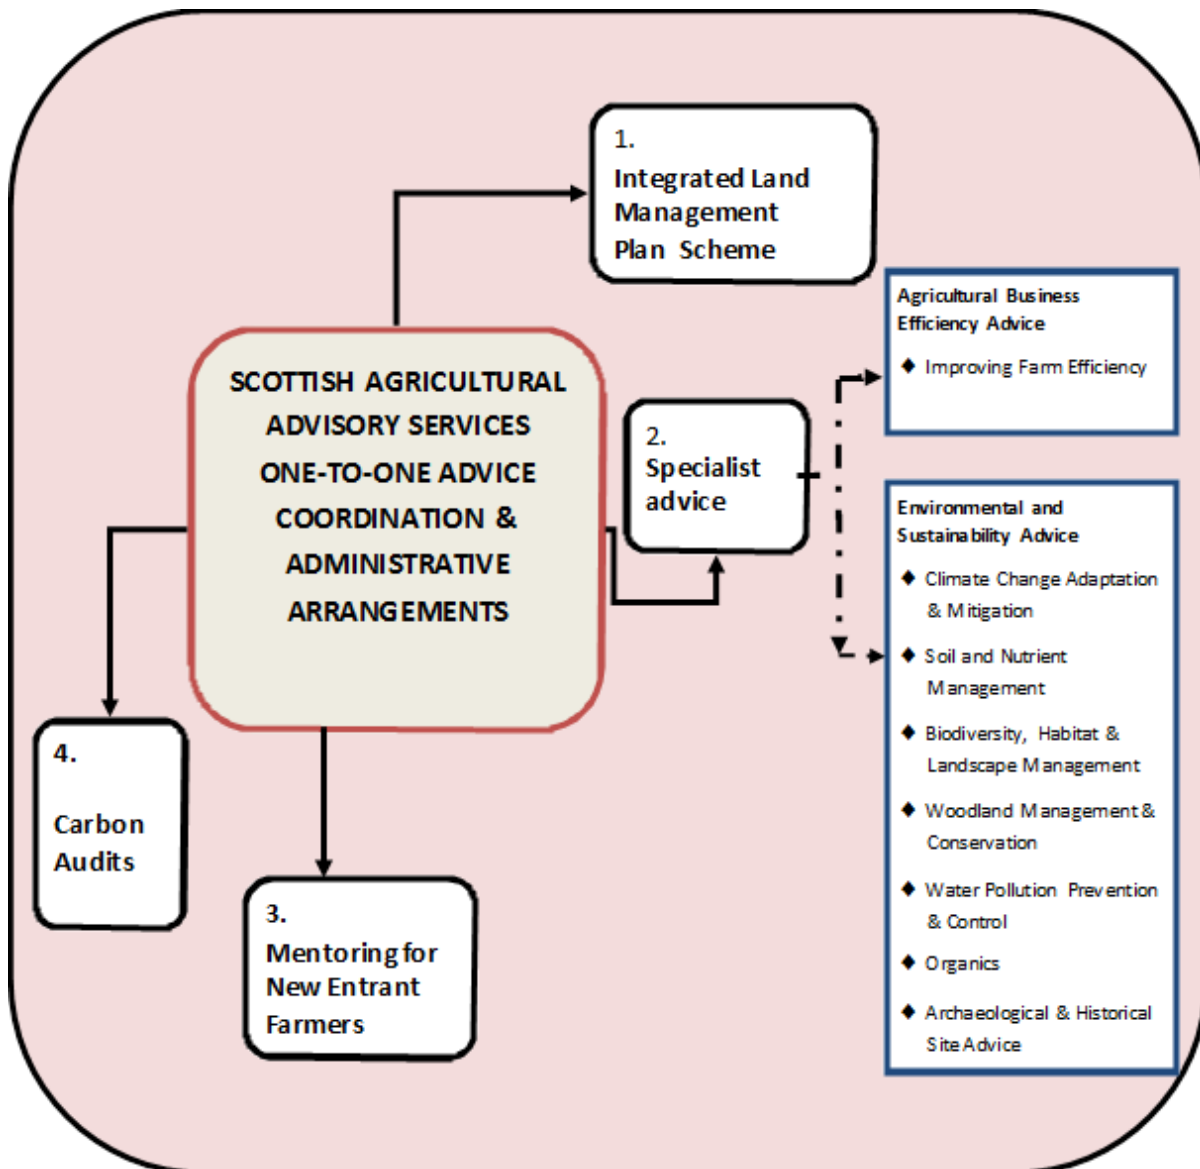 1.
Integrated Land
Management
Plan Scheme
Agricultural Business
Efficiency Advice
◆ Improving Farm Efficiency
SCOTTISH AGRICULTURAL
ADVISORY SERVICES
ONE-TO-ONE ADVICE
COORDINATION &
ADMINISTRATIVE
ARRANGEMENTS
2.
Specialist
advice
Environmental and
Sustainability Advice
◆ Climate Change Adaptation
& Mitigation
◆ Soil and Nutrient
Management
◆ Biodiversity, Habitat &
Landscape Management
◆ Woodland Management &
Conservation
◆ Water Pollution Prevention
& Control
◆ Organics
◆ Archaeological & Historical
Site Advice
4.
Carbon
Audits
3.
Mentoring for
New Entrant
Farmers